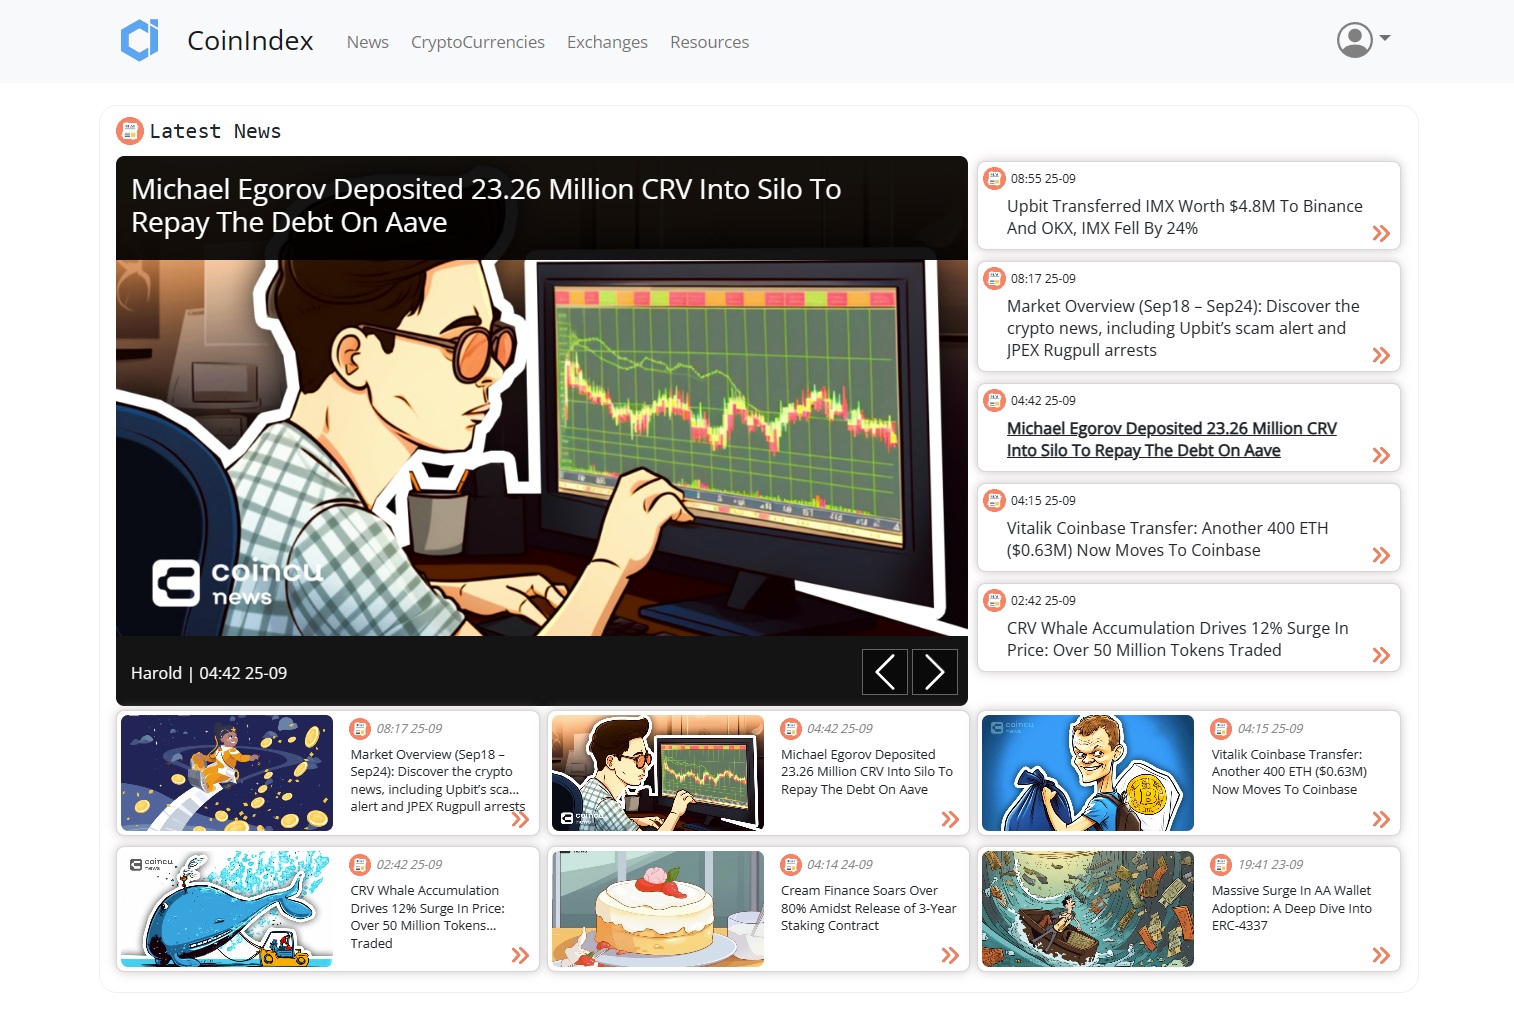 CoinIndex
News
CryptoCurrencies
Exchanges
Resources
Latest News
Michael Egorov Deposited 23.26 Million CRV Into Silo To
Repay The Debt On Aave
coincu
news
Harold | 04:42 25-09
08:55 25-09
Upbit Transferred IMX Worth $4.8M To Binance
And OKX, IMX Fell By 24%
08:17 25-09
Market Overview (Sep18 – Sep24): Discover the
crypto news, including Upbit’s scam alert and
JPEX Rugpull arrests
04:42 25-09
Michael Egorov Deposited 23.26 Million CRV
Into Silo To Repay The Debt On Aave
04:15 25-09
Vitalik Coinbase Transfer: Another 400 ETH
($0.63M) Now Moves To Coinbase
02:42 25-09
CRV Whale Accumulation Drives 12% Surge In
Price: Over 50 Million Tokens Traded
08:17 25-09
Market Overview (Sep18 –
Sep24): Discover the crypto
news, including Upbit’s sca...
alert and JPEX Rugpull arrests
coincu
news
04:42 25-09
Michael Egorov Deposited
23.26 Million CRV Into Silo To
Repay The Debt On Aave
coincu
news
04:15 25-09
Vitalik Coinbase Transfer:
Another 400 ETH ($0.63M)
Now Moves To Coinbase
coincu
news
02:42 25-09
CRV Whale Accumulation
Drives 12% Surge In Price:
Over 50 Million Tokens...
Traded
04:14 24-09
Cream Finance Soars Over
80% Amidst Release of 3-Year
Staking Contract
19:41 23-09
Massive Surge In AA Wallet
Adoption: A Deep Dive Into
ERC-4337